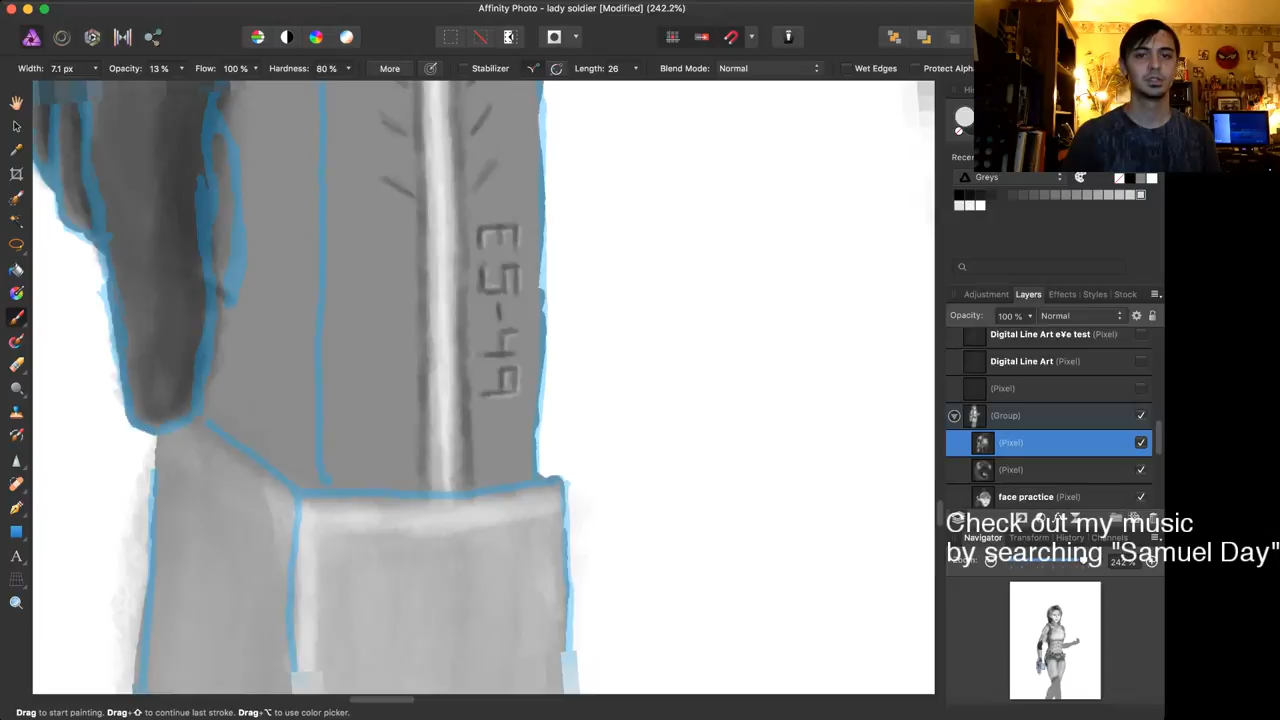 Affinity Photo - lady soldier [Modified] (242.2%)
Width: 7.1 px Opacity: 13 % Flow: 100 % Hardness: 80 % More Stabilizer Length: 26 Blend Mode: Normal Wet Edges Protect Alph
Greys
E5-49
Adjustment Layers Effects Styles Stock
Opacity: 100 % Normal
Digital Line Art e¥e test (Pixel)
Digital Line Art (Pixel)
(Pixel)
(Group)
(Pixel)
(Pixel)
face practice (Pixel)
Check out my music
Navigator Transform History Channels
by searching "Samuel Day"
242 %
Drag to start painting. Drag+⇧ to continue last stroke. Drag+⌥ to use color picker.